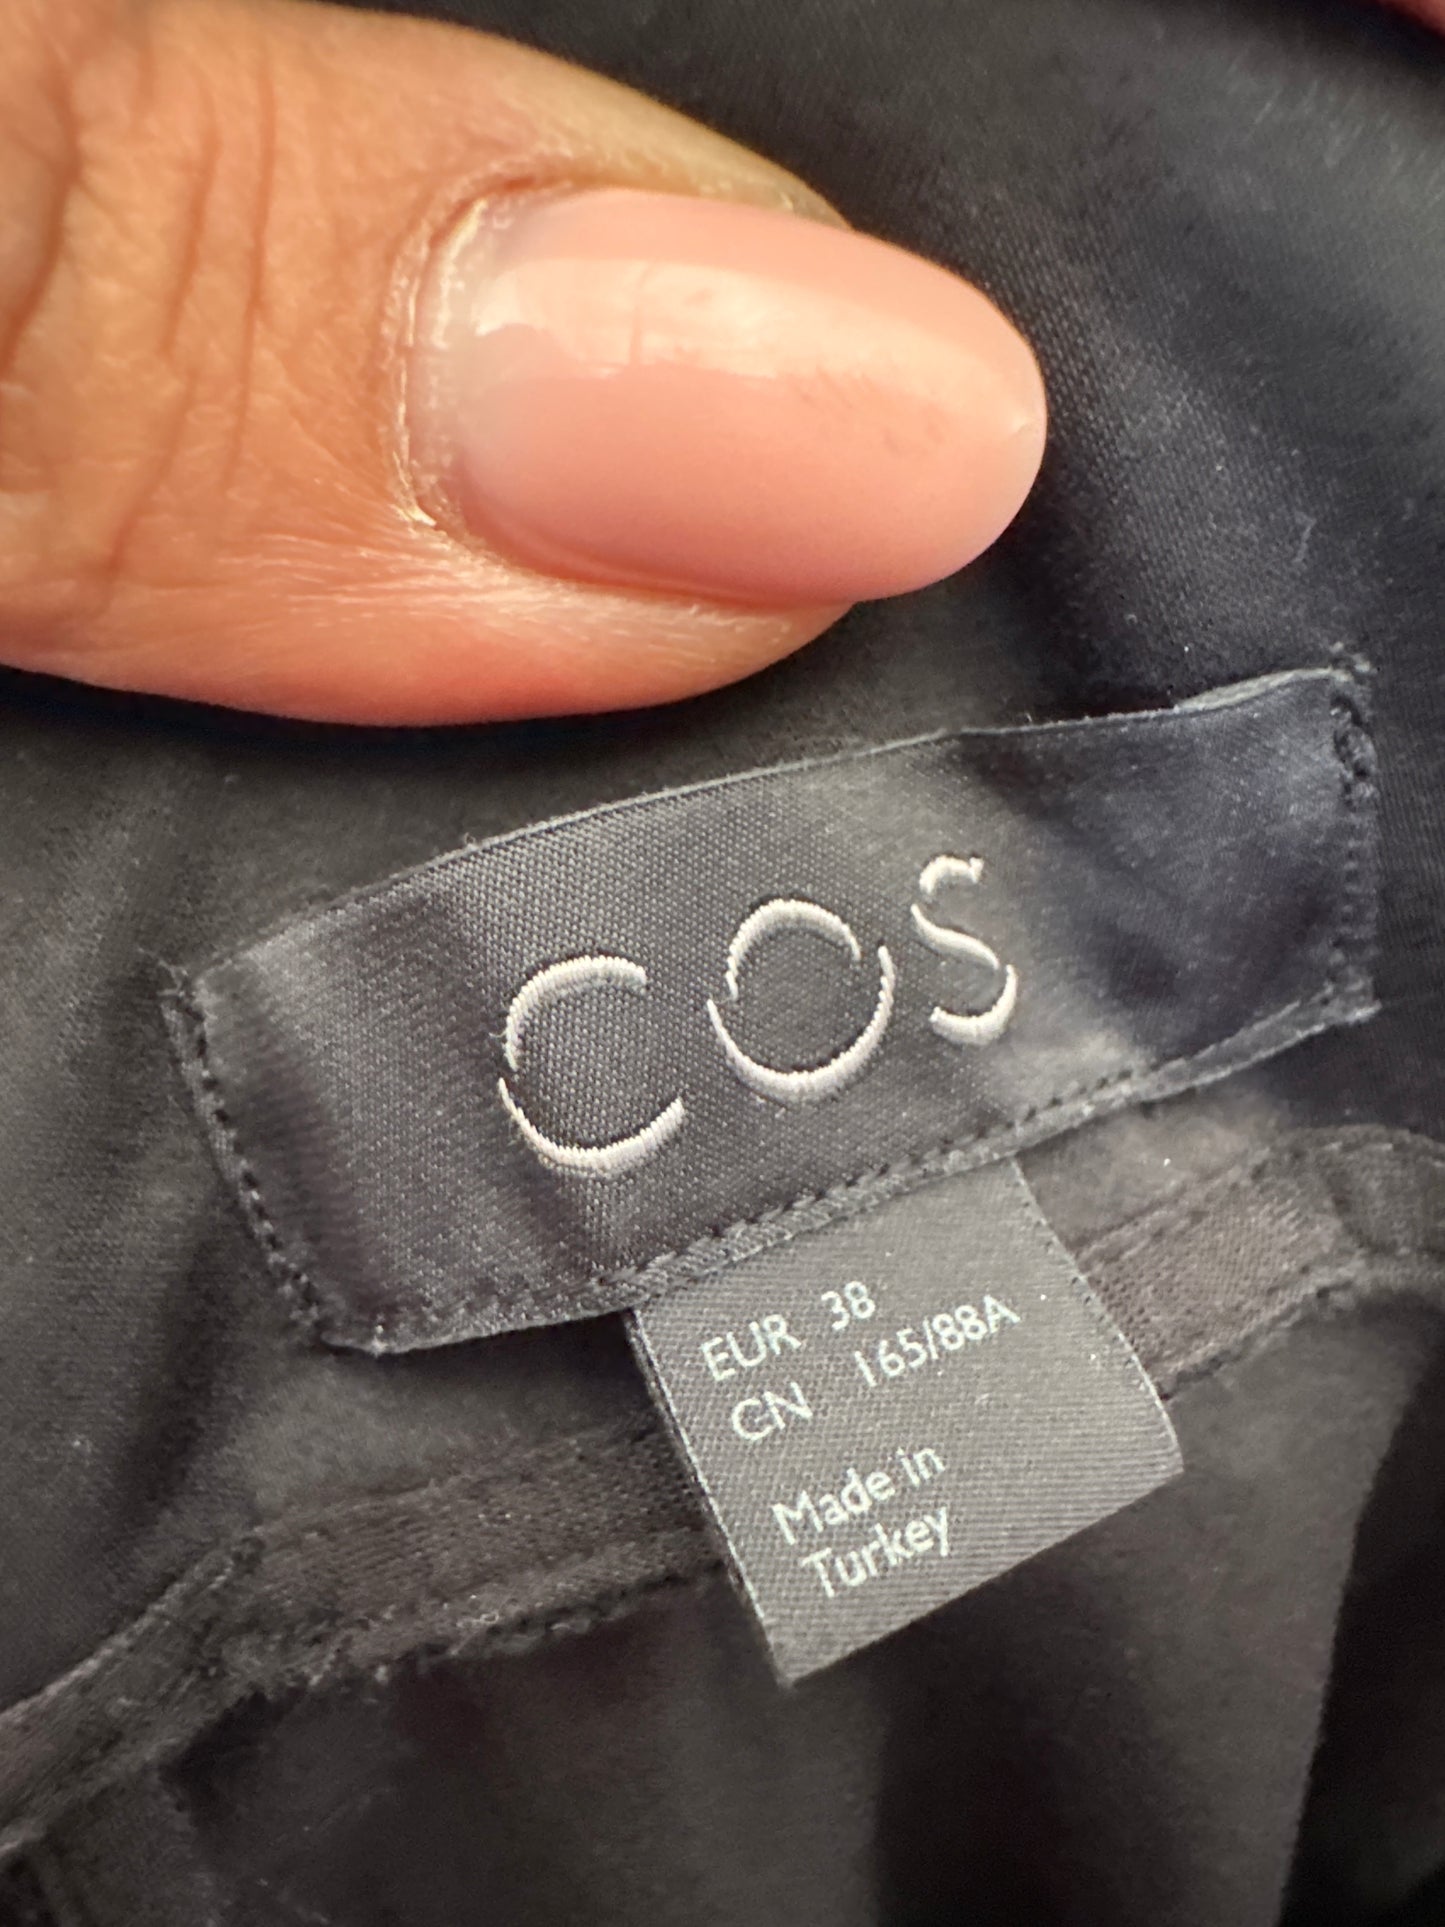 COS
EUR 38
CN 165/88A
Made in
Turkey